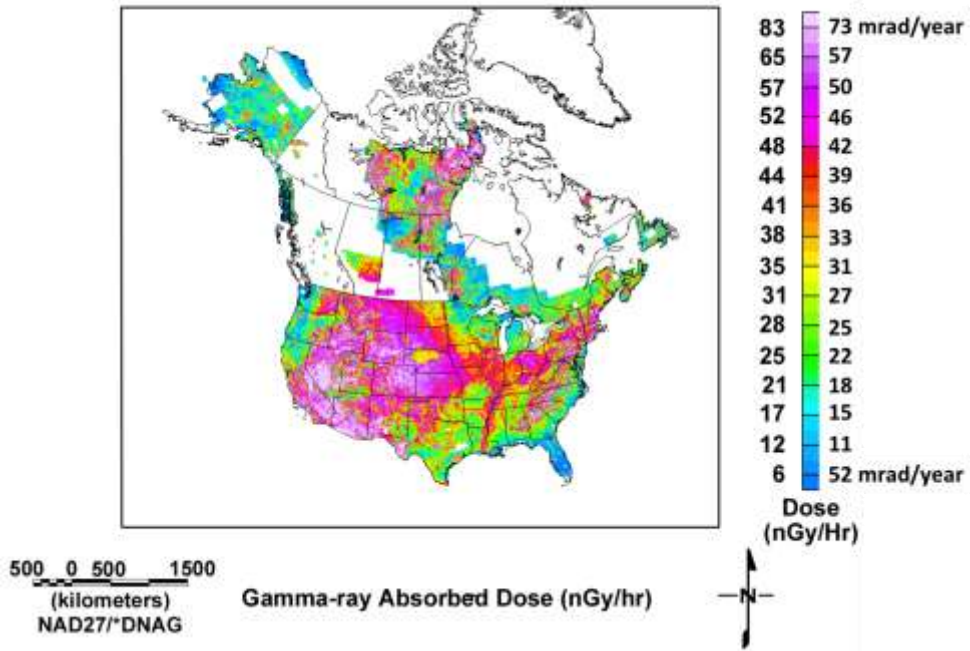 83 73 mrad/year
65 57
57 50
52 46
48 42
44 39
41 36
38 33
35 31
31 27
28 25
25 22
21 18
17 15
12 11
6 52 mrad/year
Dose
(nGy/Hr)
500 0 500 1500
(kilometers)
NAD27/*DNAG
Gamma-ray Absorbed Dose (nGy/hr)
N